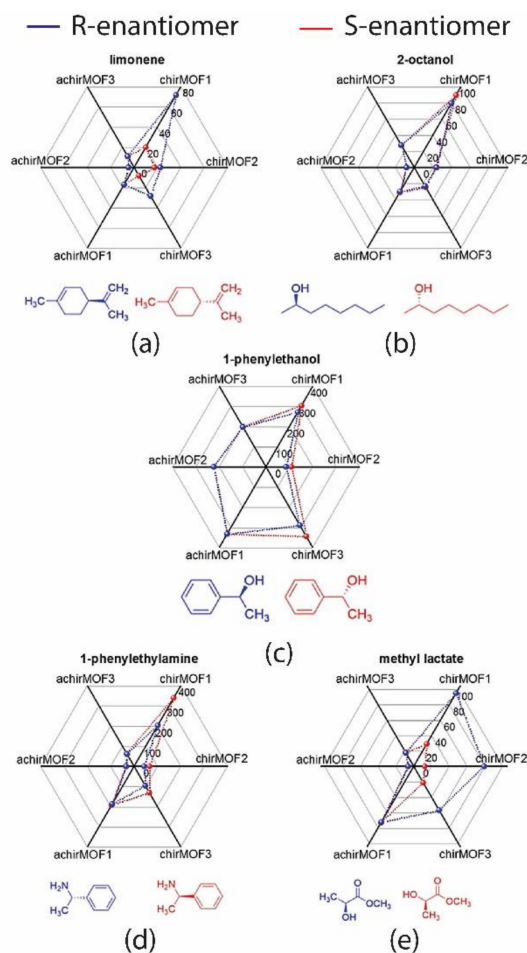 R-enantiomer S-enantiomer
limonene
achirMOF3 chirMOF1
80
60
40
20
0
achirMOF2 chirMOF2
achirMOF1 chirMOF3
H₃C CH₂ CH₃
H₃C CH₂ CH₃
(a)
2-octanol
achirMOF3 chirMOF1
100
80
60
40
20
0
achirMOF2 chirMOF2
achirMOF1 chirMOF3
OH OH
(b)
1-phenylethanol
achirMOF3 chirMOF1
400
300
200
100
0
achirMOF2 chirMOF2
achirMOF1 chirMOF3
OH CH₃
OH CH₃
(c)
1-phenylethylamine
achirMOF3 chirMOF1
400
300
200
100
0
achirMOF2 chirMOF2
achirMOF1 chirMOF3
H₂N CH₃
H₂N CH₃
(d)
methyl lactate
achirMOF3 chirMOF1
100
80
60
40
20
0
achirMOF2 chirMOF2
achirMOF1 chirMOF3
H₃C O OCH₃ OH
HO O OCH₃ CH₃
(e)